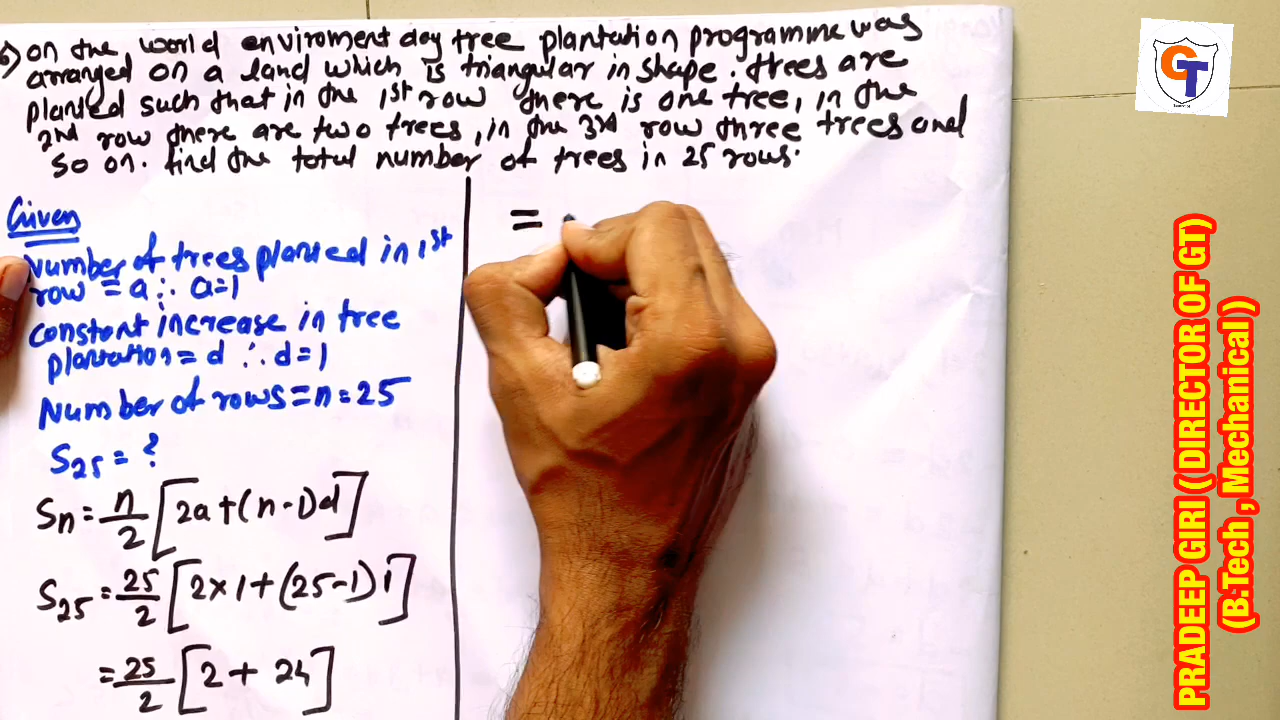 on the world enviroment day tree plantation programme was
arranged on a land which is triangular in shape. trees are
planted such that in the 1st row there is one tree, in the
2nd row there are two trees, in the 3rd row three trees and
so on. find the total number of trees in 25 rows.
Given
Number of trees planted in 1st
row = a ∴ a=1
constant increase in tree
plantation = d ∴ d=1
Number of rows = n = 25
S25 = ?
Sn = n/2 [2a+(n-1)d]
S25 = 25/2 [2×1+(25-1)1]
= 25/2 [2 + 24]
=
GT
PRADEEP GIRI ( DIRECTOR OF GT)
(B.Tech , Mechanical )